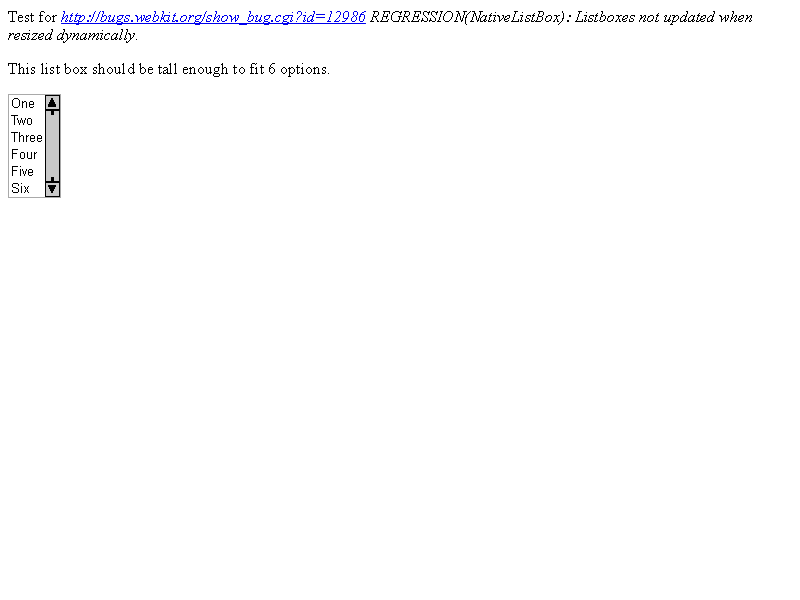 Test for http://bugs.webkit.org/show_bug.cgi?id=12986 REGRESSION(NativeListBox): Listboxes not updated when
resized dynamically.
This list box should be tall enough to fit 6 options.
One
Two
Three
Four
Five
Six